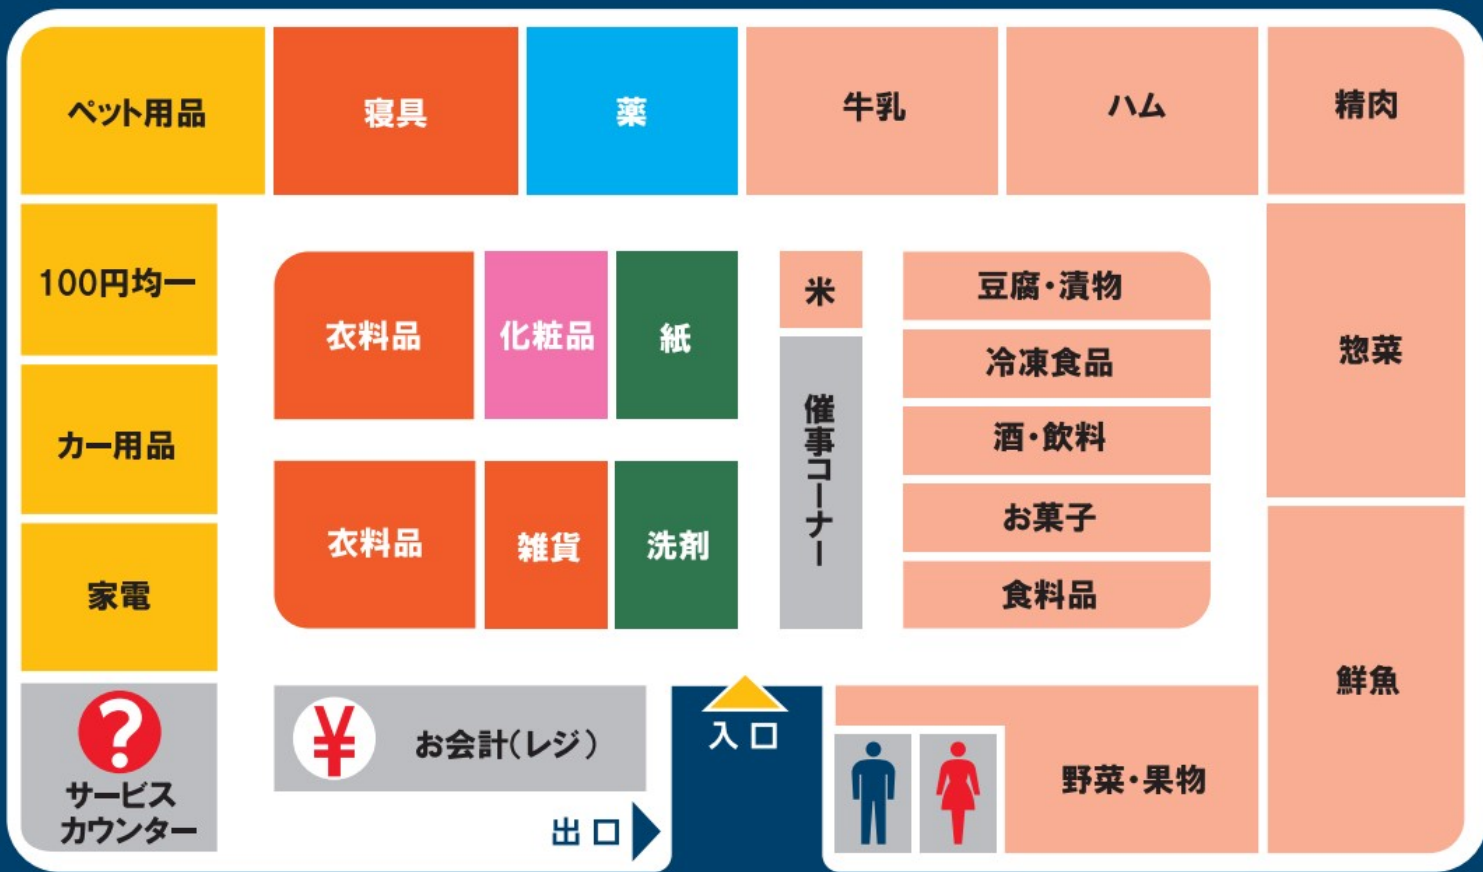 ペット用品
寝具
薬
牛乳
ハム
精肉
100円均一
カー用品
家電
衣料品
化粧品
紙
米
豆腐・漬物
冷凍食品
酒・飲料
お菓子
食料品
惣菜
催事コーナー
衣料品
雑貨
洗剤
鮮魚
?
サービス
カウンター
¥
お会計(レジ)
入口
出口
野菜・果物